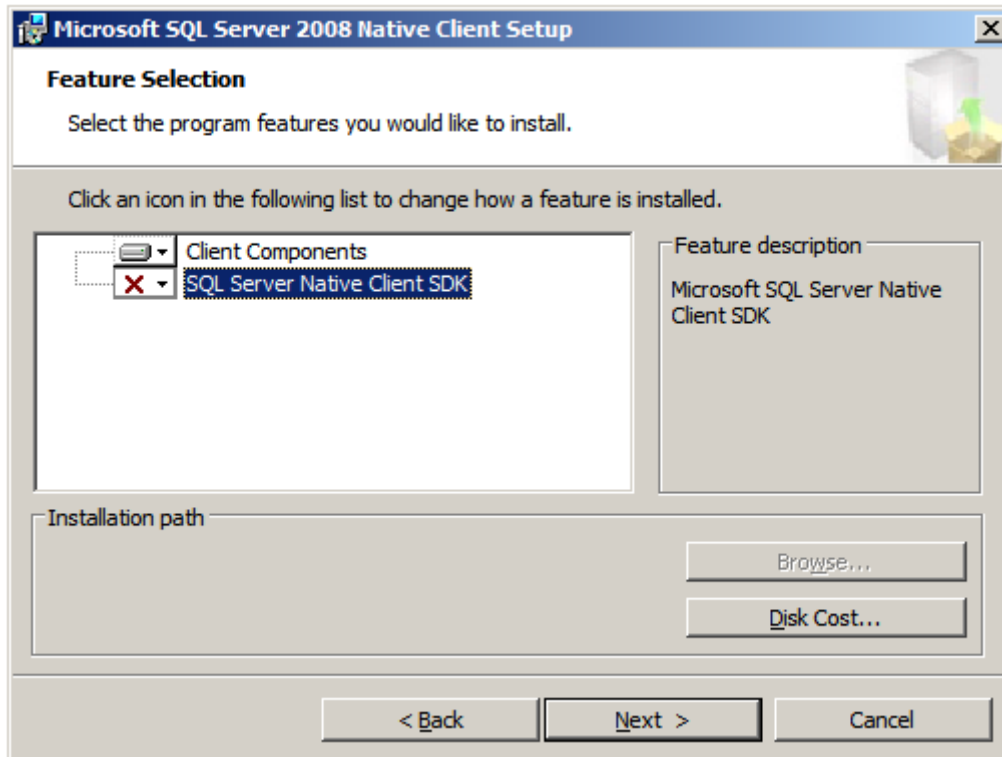 Microsoft SQL Server 2008 Native Client Setup
Feature Selection
Select the program features you would like to install.
Click an icon in the following list to change how a feature is installed.
Client Components
SQL Server Native Client SDK
Feature description
Microsoft SQL Server Native
Client SDK
Installation path
Browse...
Disk Cost...
< Back
Next >
Cancel